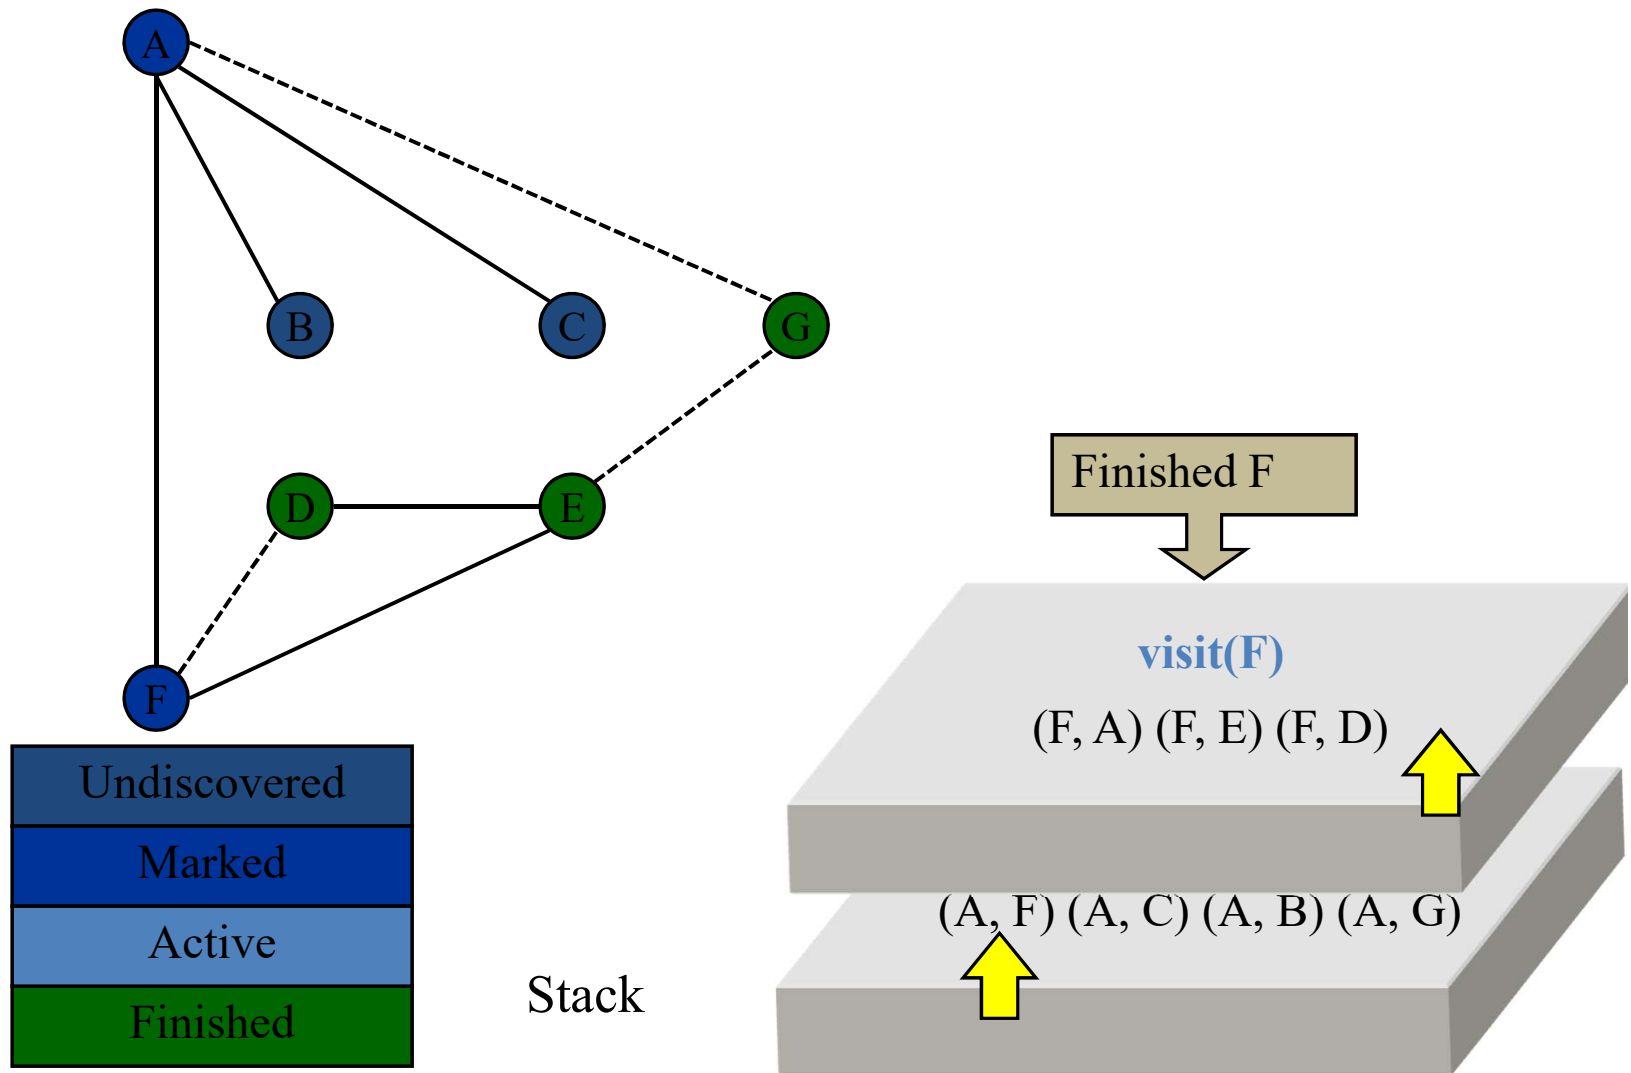 A
B
C
G
D
E
F
Finished F
visit(F)
(F, A) (F, E) (F, D)
(A, F) (A, C) (A, B) (A, G)
Undiscovered
Marked
Active
Finished
Stack